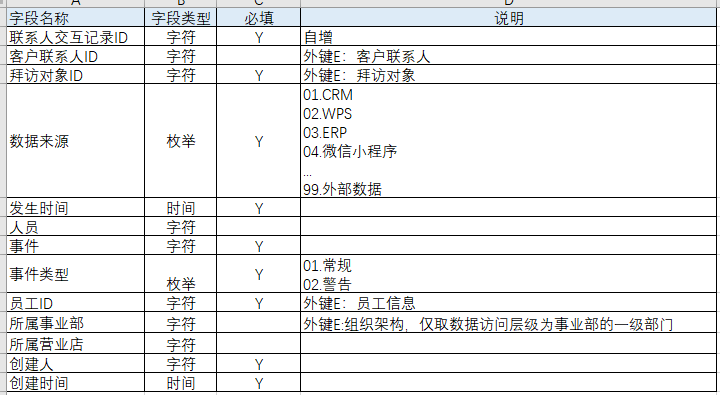 A B C D
字段名称 字段类型 必填 说明
联系人交互记录ID 字符 Y 自增
客户联系人ID 字符 外键E：客户联系人
拜访对象ID 字符 Y 外键E：拜访对象
数据来源 枚举 Y 01.CRM
02.WPS
03.ERP
04.微信小程序
...
99.外部数据
发生时间 时间 Y
人员 字符
事件 字符 Y
事件类型 枚举 Y 01.常规
02.警告
员工ID 字符 Y 外键E：员工信息
所属事业部 字符 外键E:组织架构，仅取数据访问层级为事业部的一级部门
所属营业店 字符
创建人 字符 Y
创建时间 时间 Y